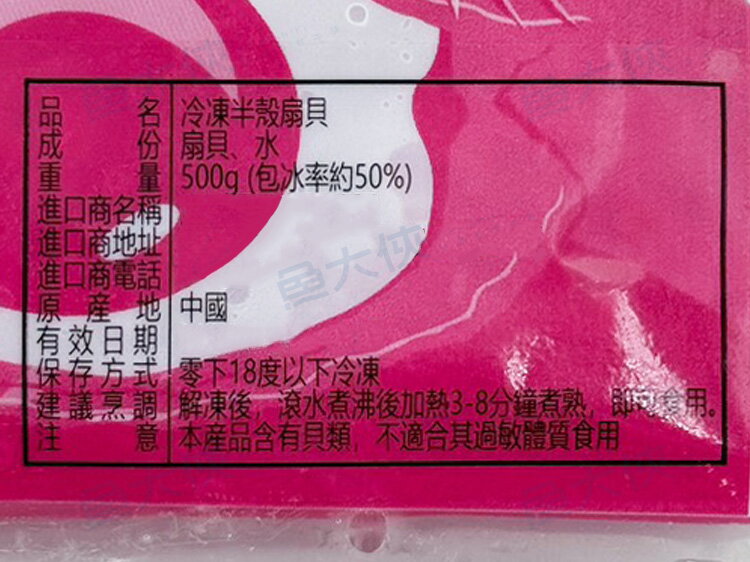 品名 冷凍半殼扇貝
成份 扇貝、水
重量 500g (包冰率約50%)
進口商名稱
進口商地址
進口商電話
魚大俠
原產地 中國
有效日期
保存方式 零下18度以下冷凍
建議烹調 解凍後，滾水煮沸後加熱3-8分鐘煮熟，即可食用。
注意 本產品含有貝類，不適合其過敏體質食用